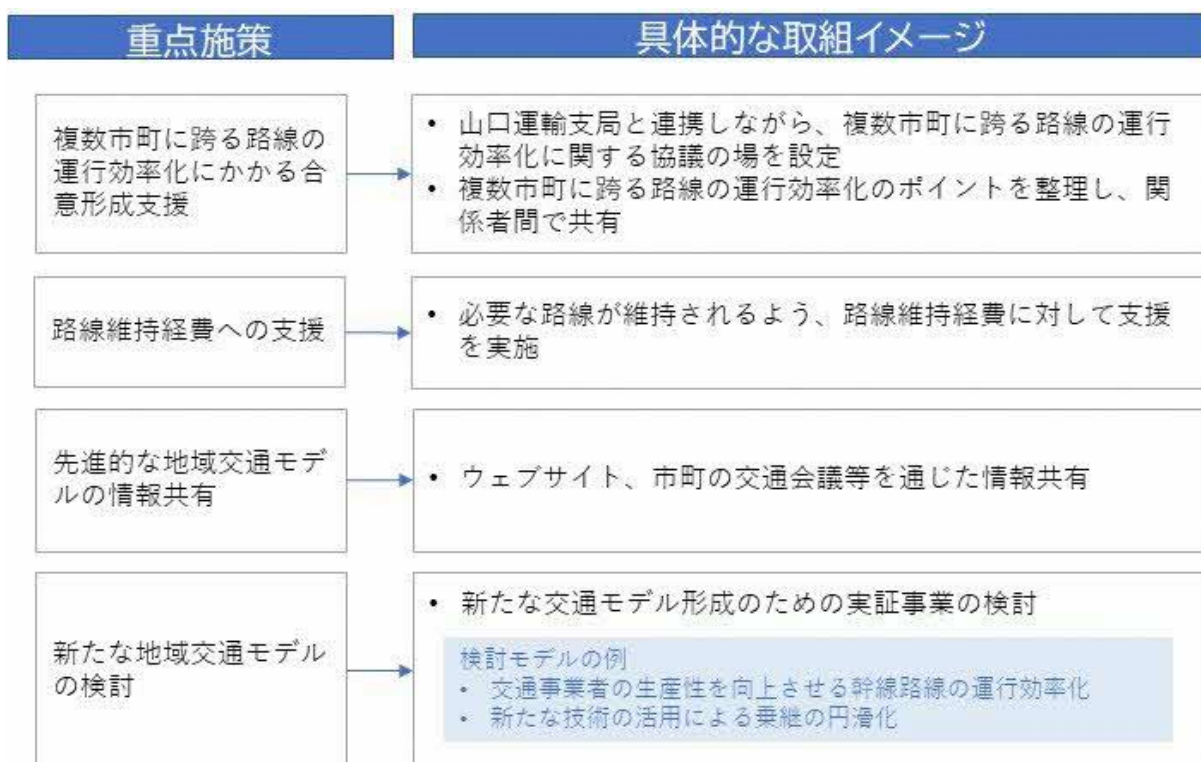 重点施策
具体的な取組イメージ
複数市町に跨る路線の
運行効率化にかかる合
意形成支援
• 山口運輸支局と連携しながら、複数市町に跨る路線の運行
効率化に関する協議の場を設定
• 複数市町に跨る路線の運行効率化のポイントを整理し、関
係者間で共有
路線維持経費への支援
• 必要な路線が維持されるよう、路線維持経費に対して支援
を実施
先進的な地域交通モデ
ルの情報共有
• ウェブサイト、市町の交通会議等を通じた情報共有
新たな地域交通モデル
の検討
• 新たな交通モデル形成のための実証事業の検討
検討モデルの例
• 交通事業者の生産性を向上させる幹線路線の運行効率化
• 新たな技術の活用による乗継の円滑化